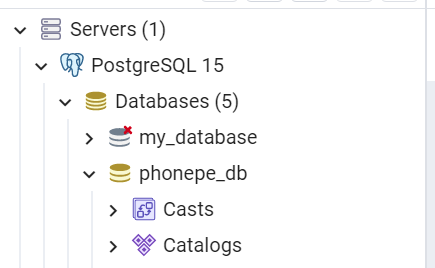 Servers (1)
PostgreSQL 15
Databases (5)
my_database
phonepe_db
Casts
Catalogs